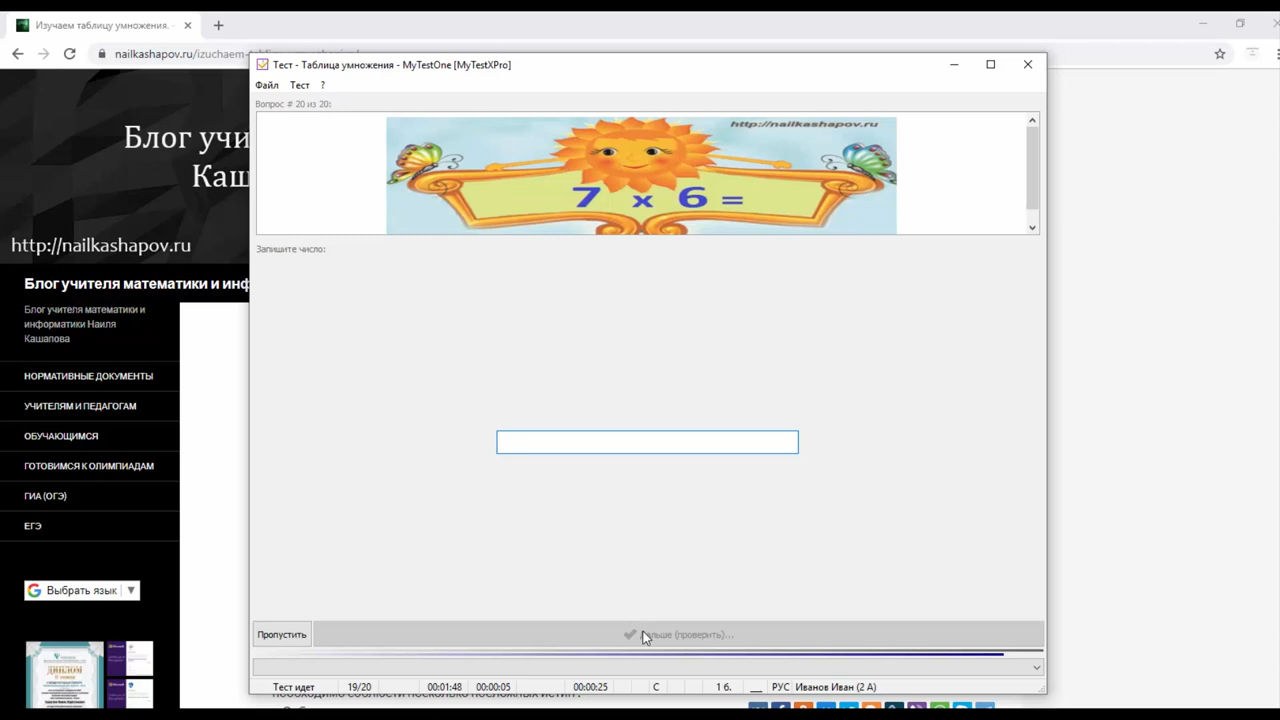 Изучаем таблицу умножения. -
nailkashapov.ru/izuchaem-
Блог учи
Каш
http://nailkashapov.ru
Блог учителя математики и инф
Блог учителя математики и
информатики Наиля
Кашапова
НОРМАТИВНЫЕ ДОКУМЕНТЫ
УЧИТЕЛЯМ И ПЕДАГОГАМ
ОБУЧАЮЩИМСЯ
ГОТОВИМСЯ К ОЛИМПИАДАМ
ГИА (ОГЭ)
ЕГЭ
Выбрать язык
ДИПЛОМ
Тест - Таблица умножения - MyTestOne [MyTestXPro]
Файл Тест ?
Вопрос # 20 из 20:
http://nailkashapov.ru
7 x 6 =
Запишите число:
Пропустить
(проверить)...
Тест идет 19/20 00:01:48 00:00:05 00:00:25 С 1 б. РУС Иванов Иван (2 А)